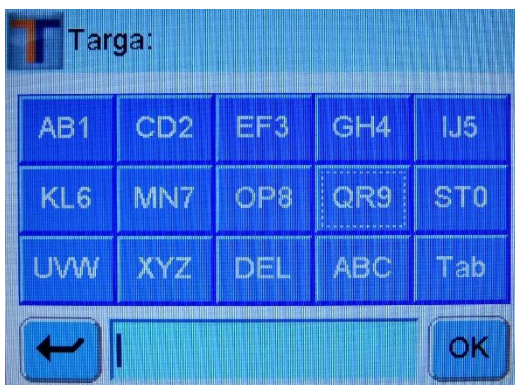 T Targa:
AB1 CD2 EF3 GH4 IJ5
KL6 MN7 OP8 QR9 ST0
UVW XYZ DEL ABC Tab
OK